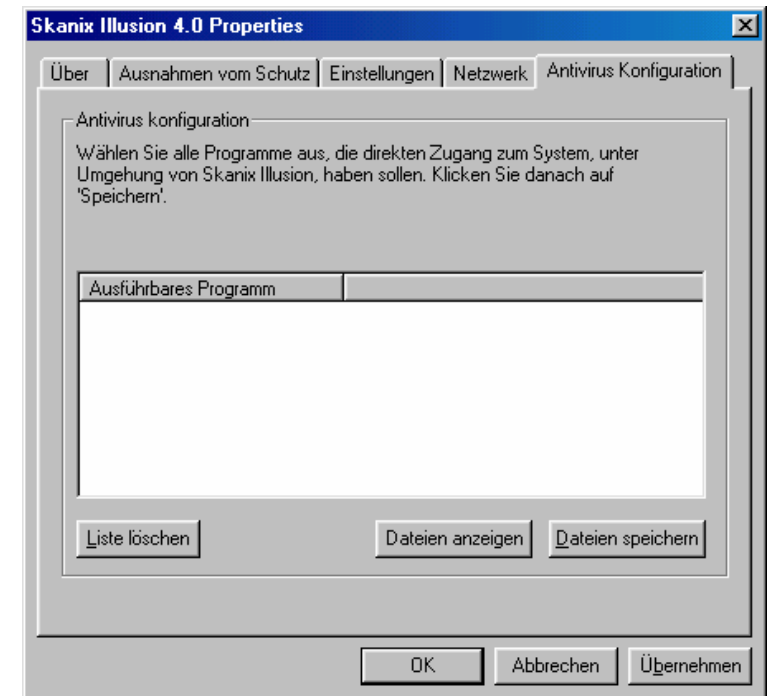 Skanix Illusion 4.0 Properties
Über
Ausnahmen vom Schutz
Einstellungen
Netzwerk
Antivirus Konfiguration
Antivirus konfiguration
Wählen Sie alle Programme aus, die direkten Zugang zum System, unter
Umgehung von Skanix Illusion, haben sollen. Klicken Sie danach auf
'Speichern'.
Ausführbares Programm
Liste löschen
Dateien anzeigen
Dateien speichern
OK
Abbrechen
Übernehmen